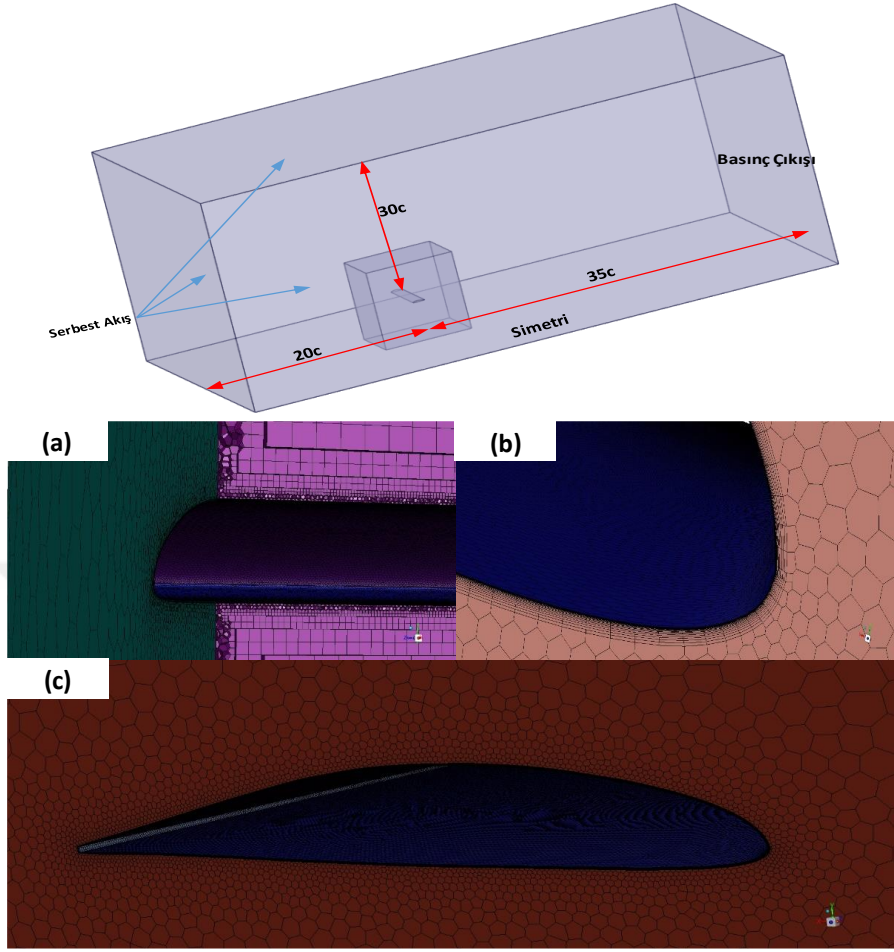 Basınç Çıkışı
30c
35c
Serbest Akış
Simetri
20c
(a)
(b)
(c)